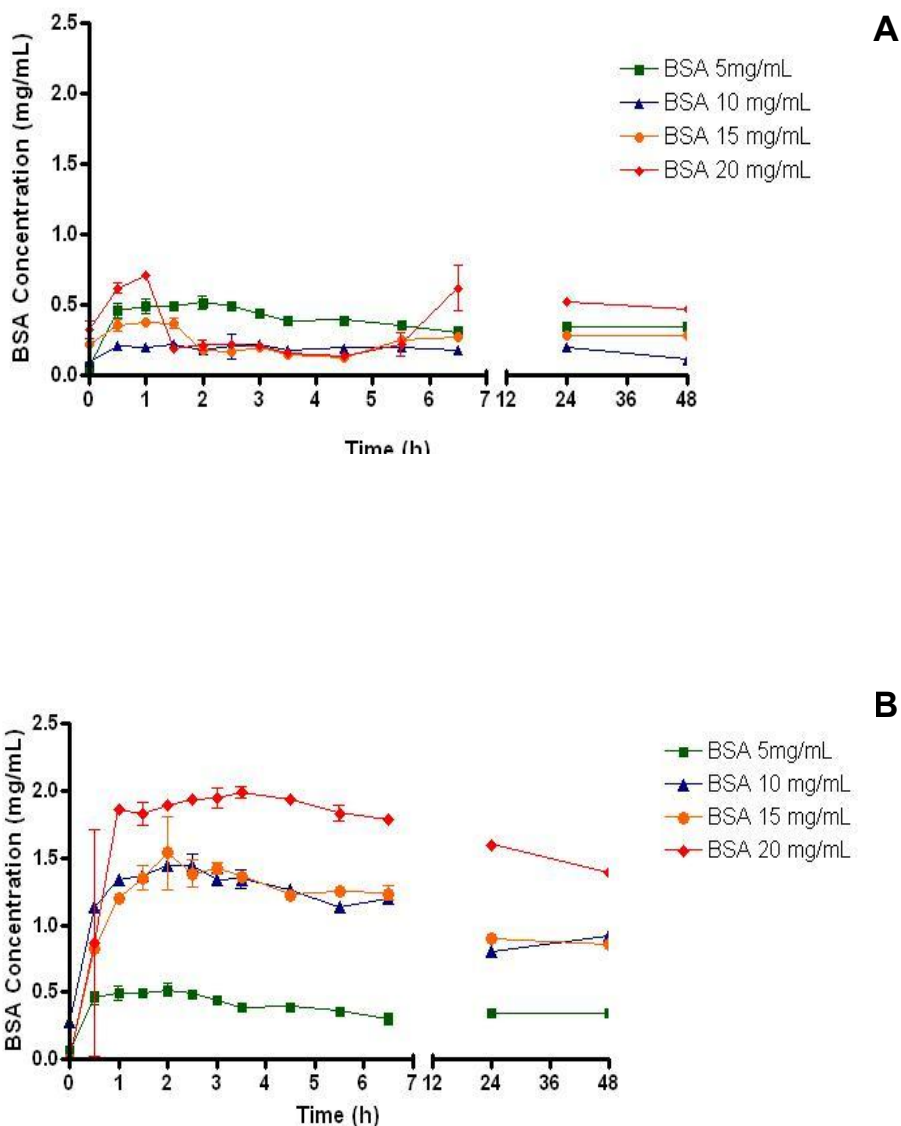 A
BSA Concentration (mg/mL)
2.5
2.0
1.5
1.0
0.5
0.0
BSA 5mg/mL
BSA 10 mg/mL
BSA 15 mg/mL
BSA 20 mg/mL
0 1 2 3 4 5 6 7 12 24 36 48
Time (h)
B
BSA Concentration (mg/mL)
2.5
2.0
1.5
1.0
0.5
0.0
BSA 5mg/mL
BSA 10 mg/mL
BSA 15 mg/mL
BSA 20 mg/mL
0 1 2 3 4 5 6 7 12 24 36 48
Time (h)